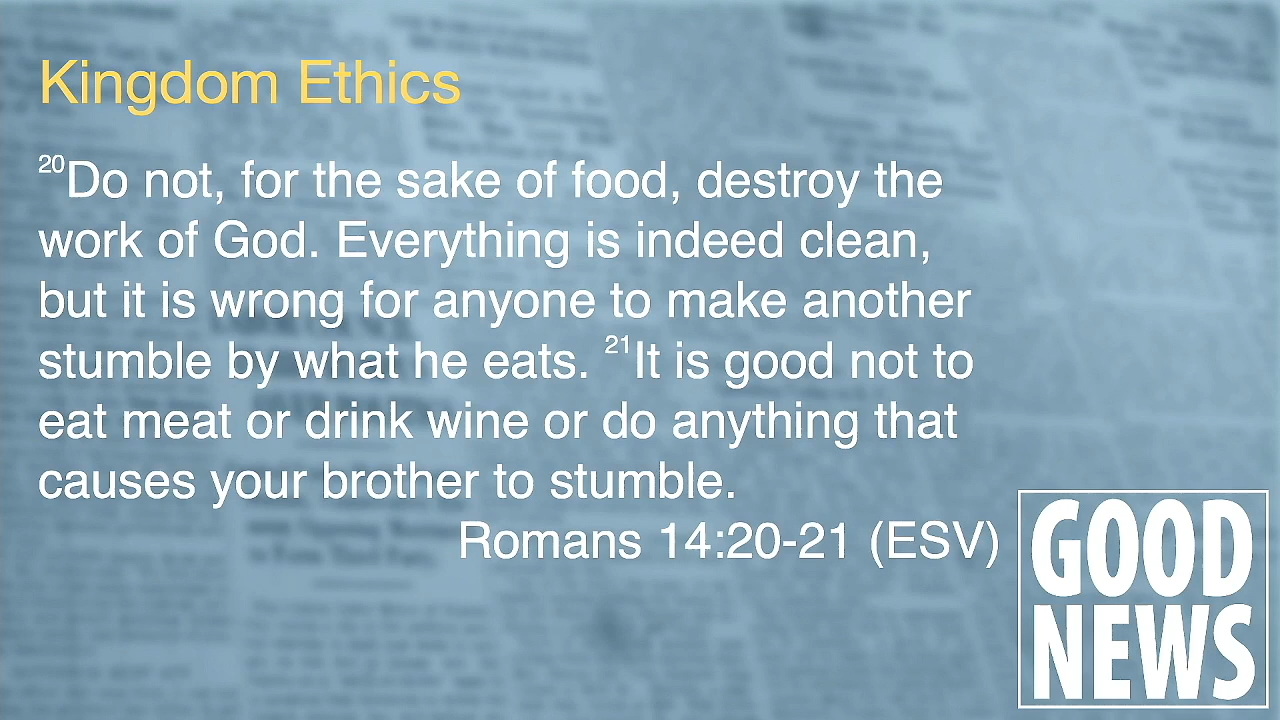 Kingdom Ethics
20Do not, for the sake of food, destroy the
work of God. Everything is indeed clean,
but it is wrong for anyone to make another
stumble by what he eats. 21It is good not to
eat meat or drink wine or do anything that
causes your brother to stumble.
Romans 14:20-21 (ESV)
GOOD
NEWS